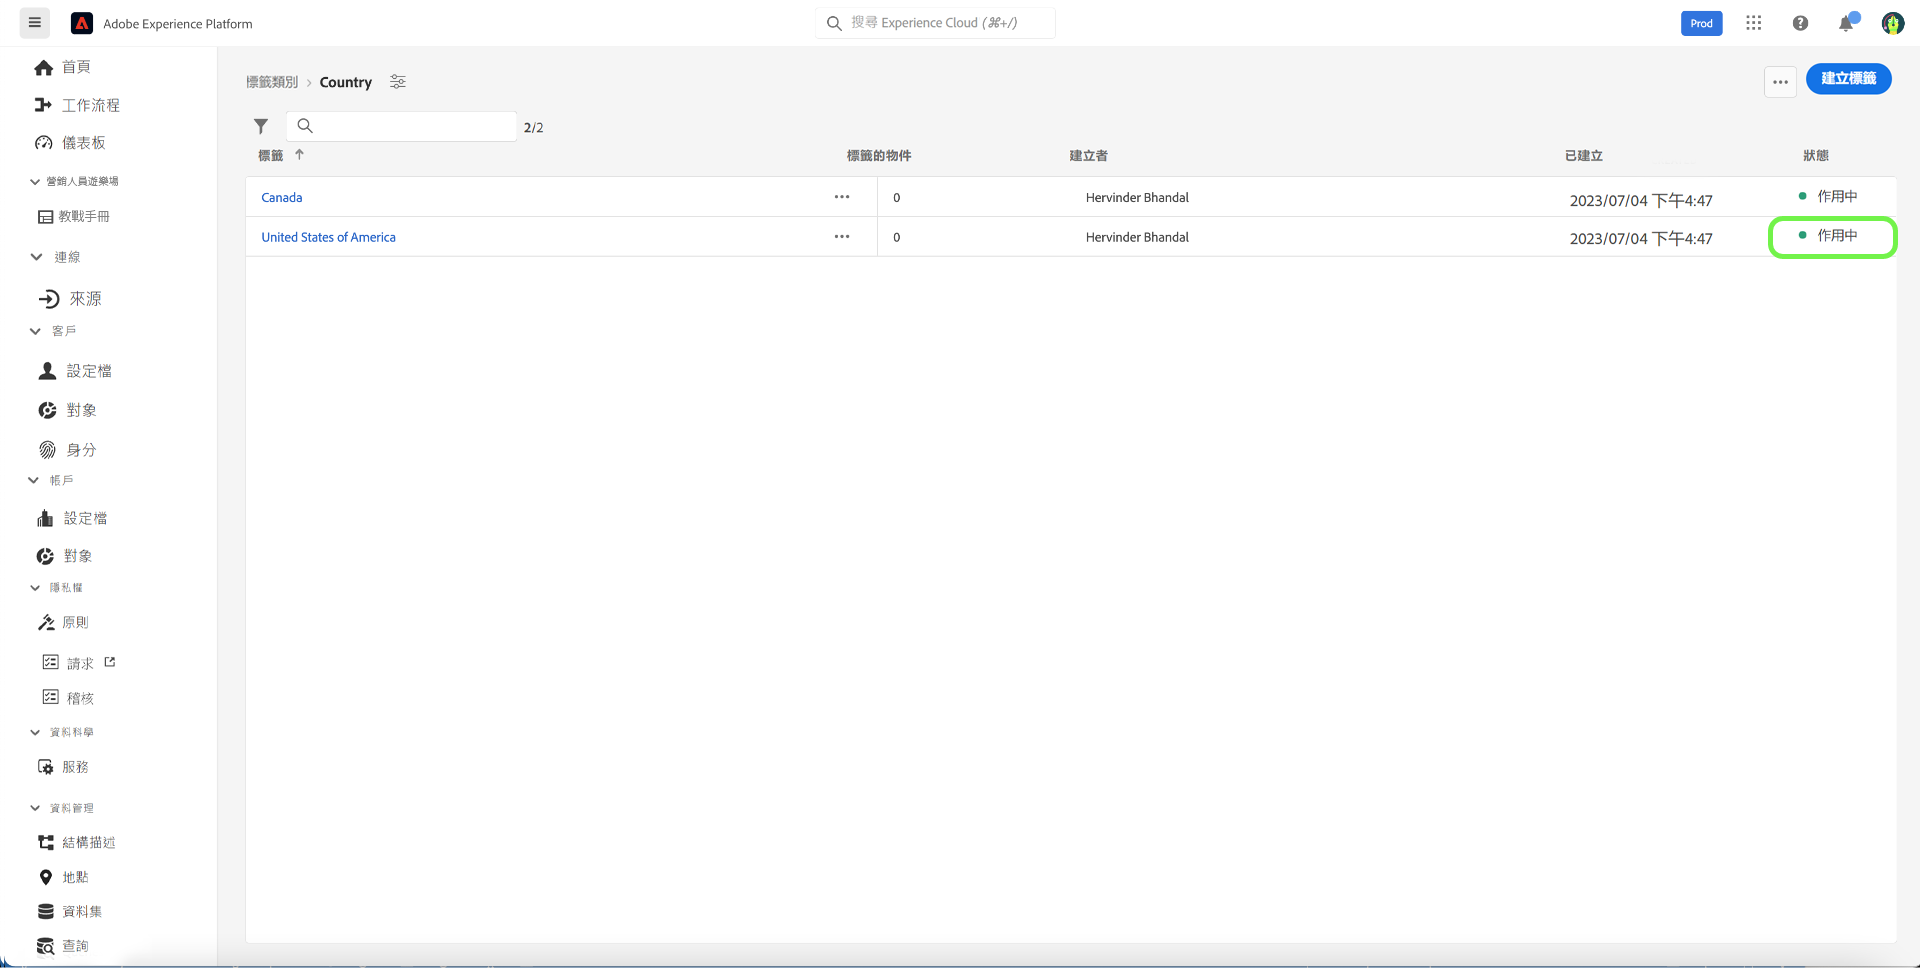 Adobe Experience Platform
搜尋 Experience Cloud (⌘+/)
Prod
首頁
工作流程
儀表板
營銷人員遊樂場
教戰手冊
連線
來源
客戶
設定檔
對象
身分
帳戶
設定檔
對象
隱私權
原則
請求
稽核
資料科學
服務
資料管理
結構描述
地點
資料集
查詢
標籤類別 › Country
建立標籤
2/2
標籤 標籤的物件 建立者 已建立 狀態
Canada 0 Hervinder Bhandal 2023/07/04 下午4:47 作用中
United States of America 0 Hervinder Bhandal 2023/07/04 下午4:47 作用中